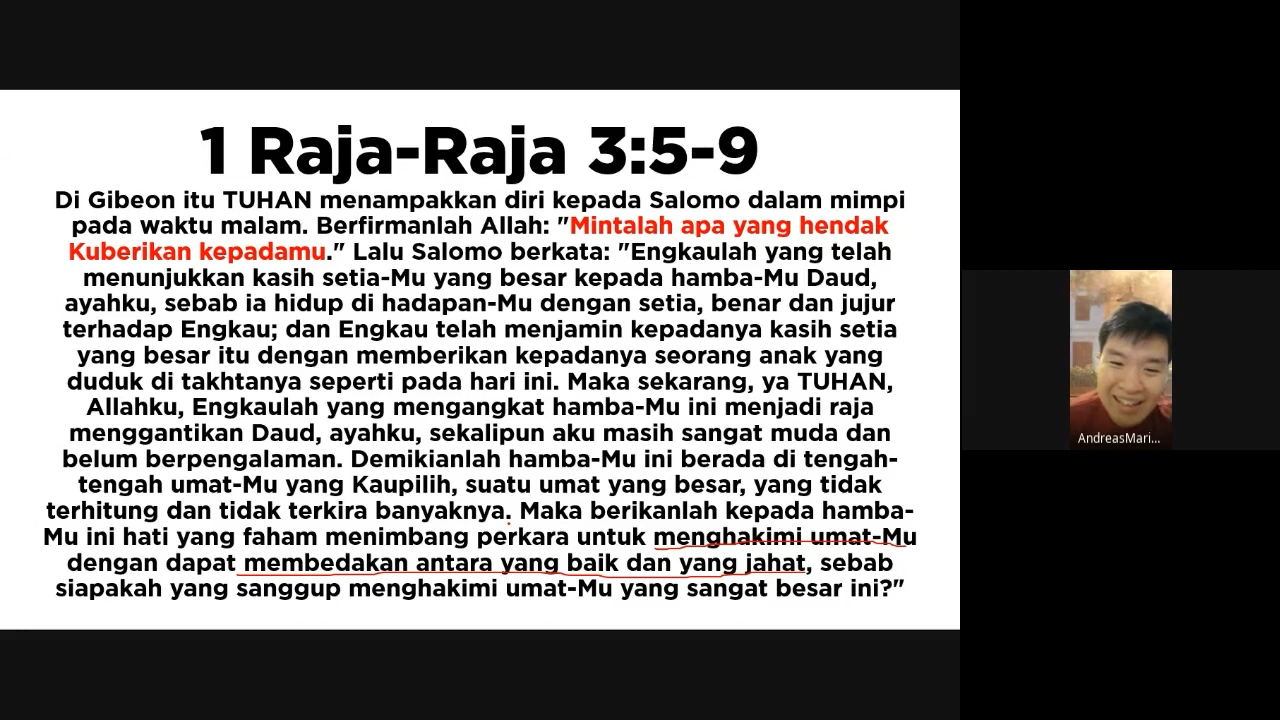 1 Raja-Raja 3:5-9
Di Gibeon itu TUHAN menampakkan diri kepada Salomo dalam mimpi
pada waktu malam. Berfirmanlah Allah: "Mintalah apa yang hendak
Kuberikan kepadamu." Lalu Salomo berkata: "Engkaulah yang telah
menunjukkan kasih setia-Mu yang besar kepada hamba-Mu Daud,
ayahku, sebab ia hidup di hadapan-Mu dengan setia, benar dan jujur
terhadap Engkau; dan Engkau telah menjamin kepadanya kasih setia
yang besar itu dengan memberikan kepadanya seorang anak yang
duduk di takhtanya seperti pada hari ini. Maka sekarang, ya TUHAN,
Allahku, Engkaulah yang mengangkat hamba-Mu ini menjadi raja
menggantikan Daud, ayahku, sekalipun aku masih sangat muda dan
belum berpengalaman. Demikianlah hamba-Mu ini berada di tengah-
tengah umat-Mu yang Kaupilih, suatu umat yang besar, yang tidak
terhitung dan tidak terkira banyaknya. Maka berikanlah kepada hamba-
Mu ini hati yang faham menimbang perkara untuk menghakimi umat-Mu
dengan dapat membedakan antara yang baik dan yang jahat, sebab
siapakah yang sanggup menghakimi umat-Mu yang sangat besar ini?"
AndreasMari...